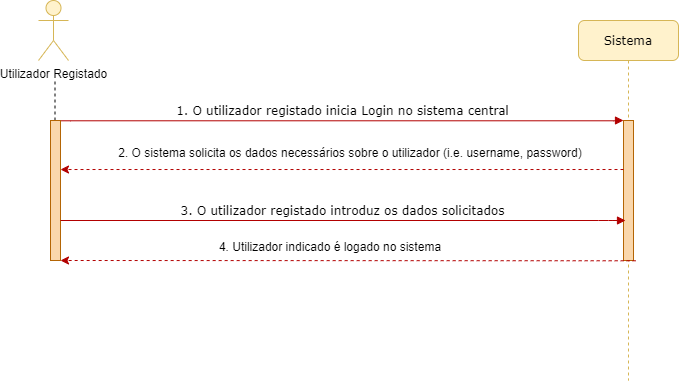 Sistema
Utilizador Registado
1. O utilizador registado inicia Login no sistema central
2. O sistema solicita os dados necessários sobre o utilizador (i.e. username, password)
3. O utilizador registado introduz os dados solicitados
4. Utilizador indicado é logado no sistema